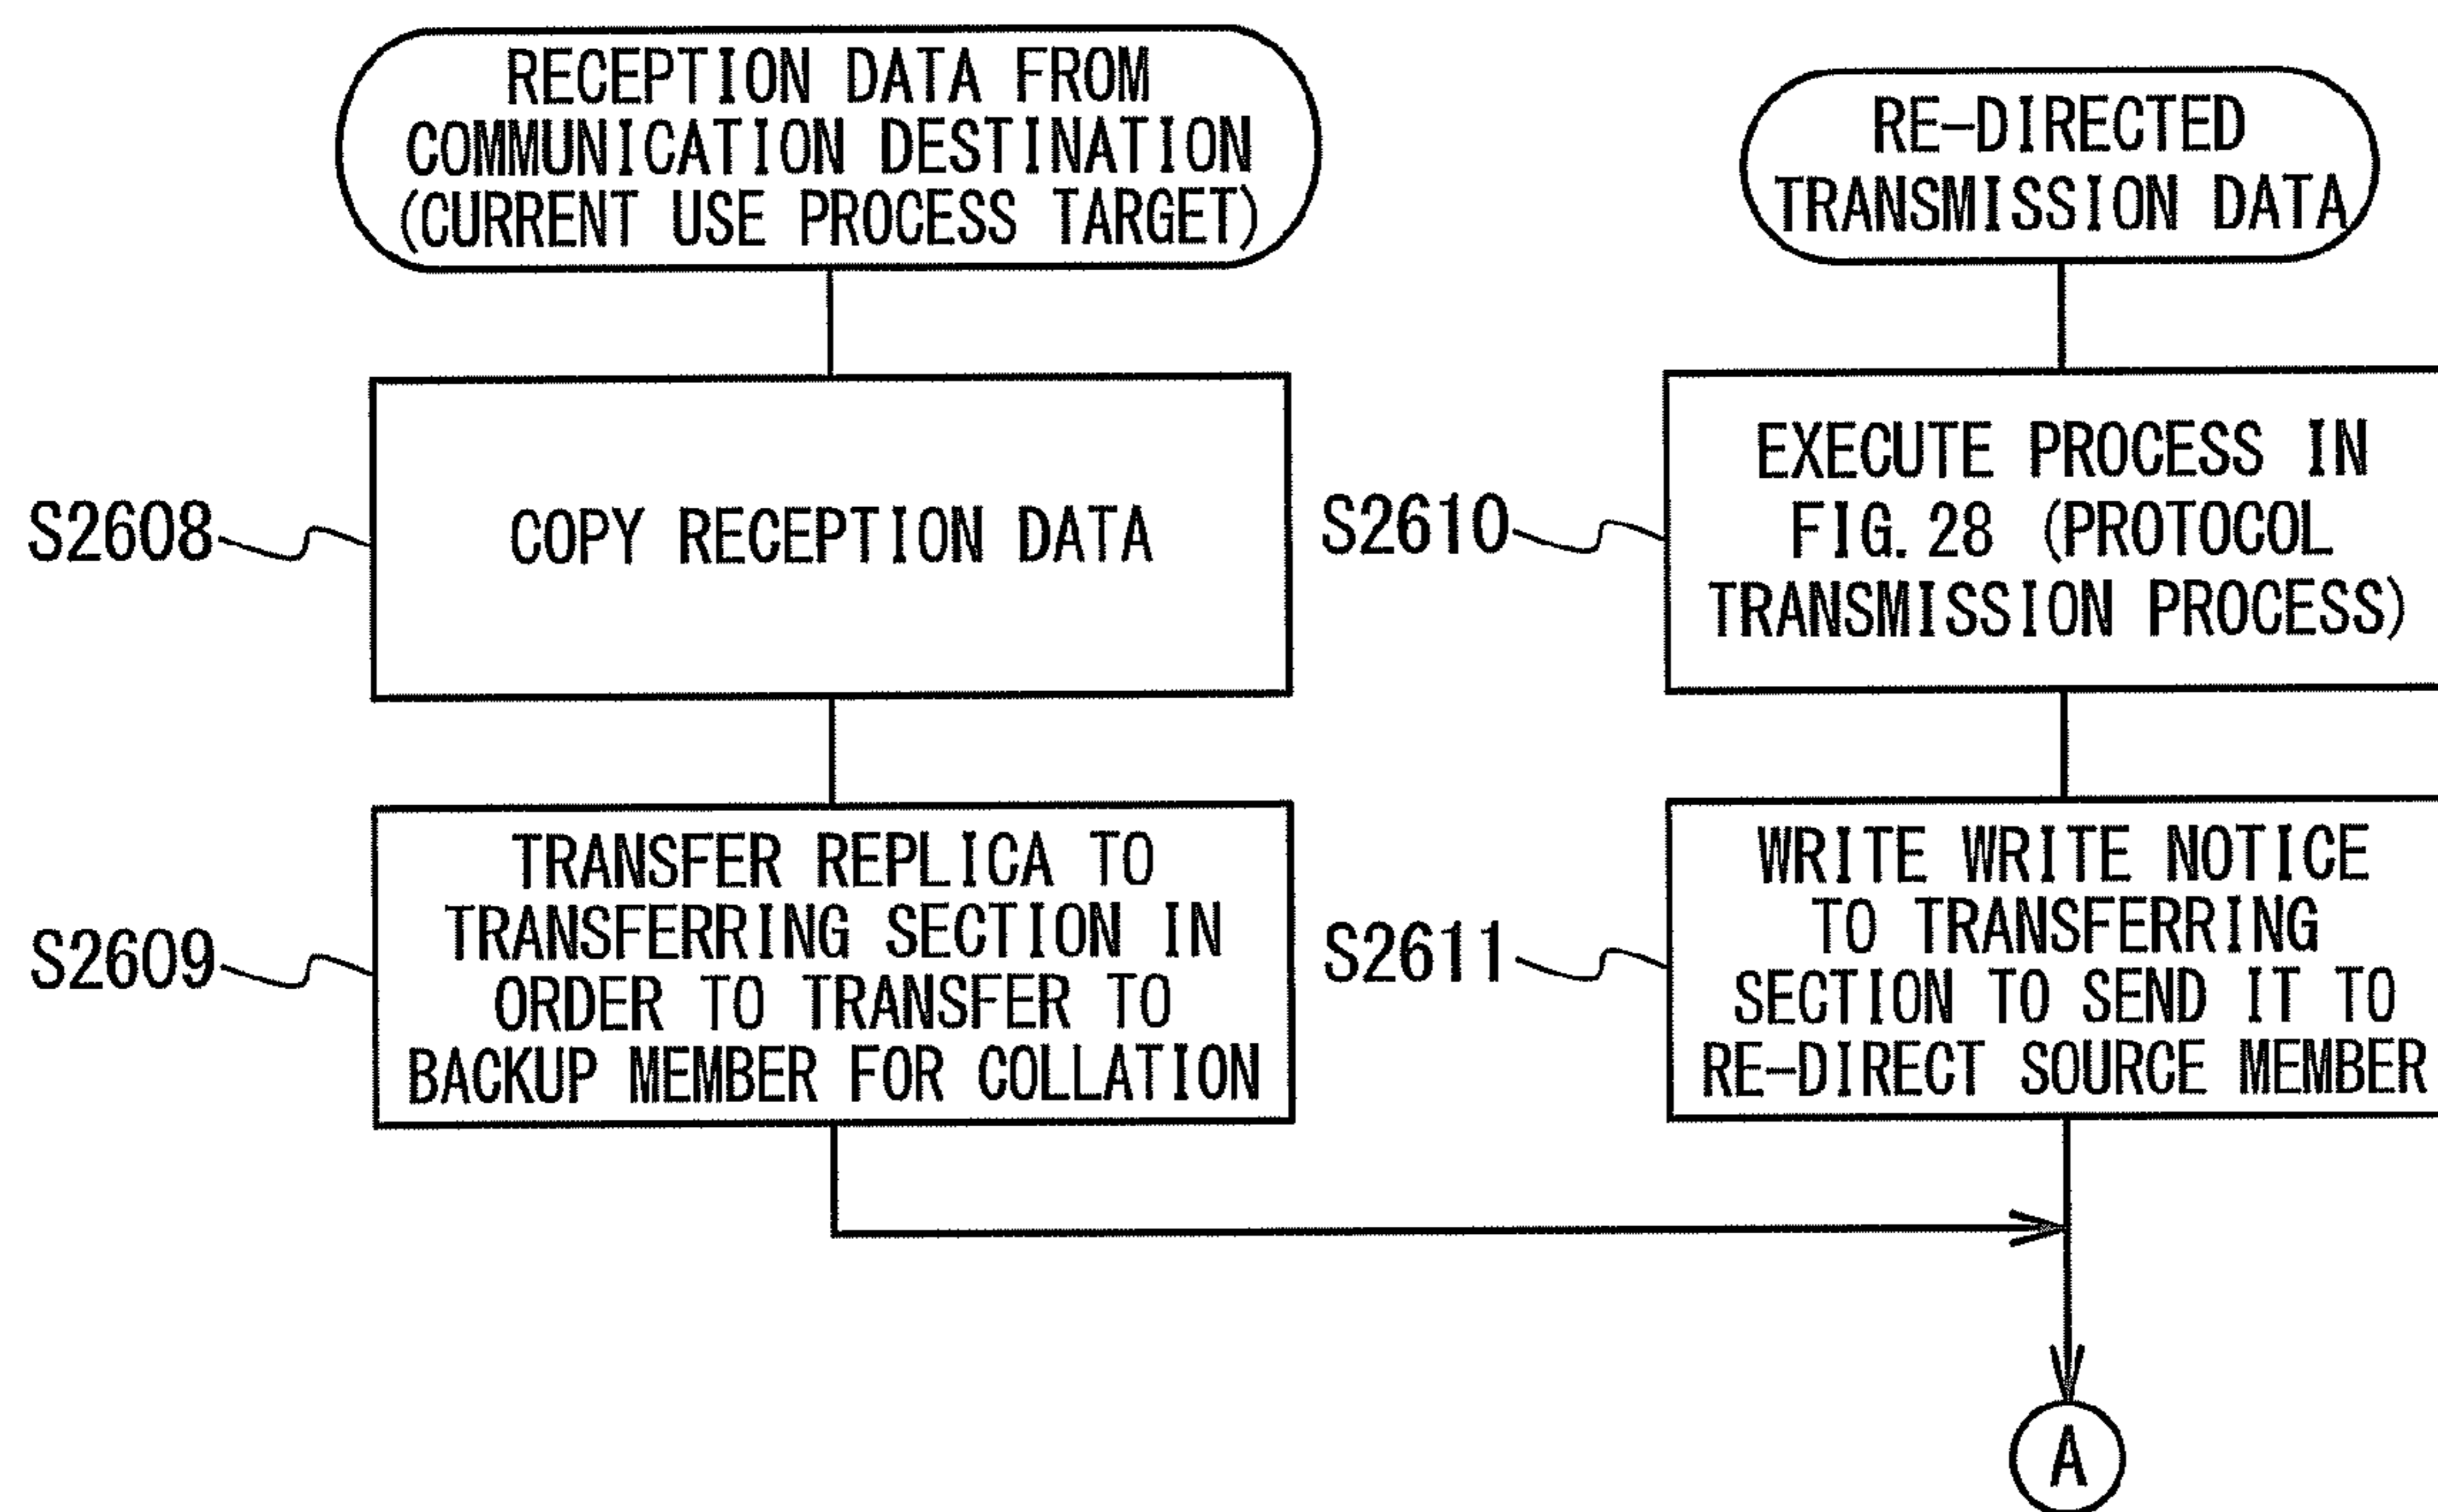 RECEPTION DATA FROM
COMMUNICATION DESTINATION
(CURRENT USE PROCESS TARGET)
S2608
COPY RECEPTION DATA
S2609
TRANSFER REPLICA TO
TRANSFERRING SECTION IN
ORDER TO TRANSFER TO
BACKUP MEMBER FOR COLLATION
RE-DIRECTED
TRANSMISSION DATA
S2610
EXECUTE PROCESS IN
FIG. 28 (PROTOCOL
TRANSMISSION PROCESS)
S2611
WRITE WRITE NOTICE
TO TRANSFERRING
SECTION TO SEND IT TO
RE-DIRECT SOURCE MEMBER
A